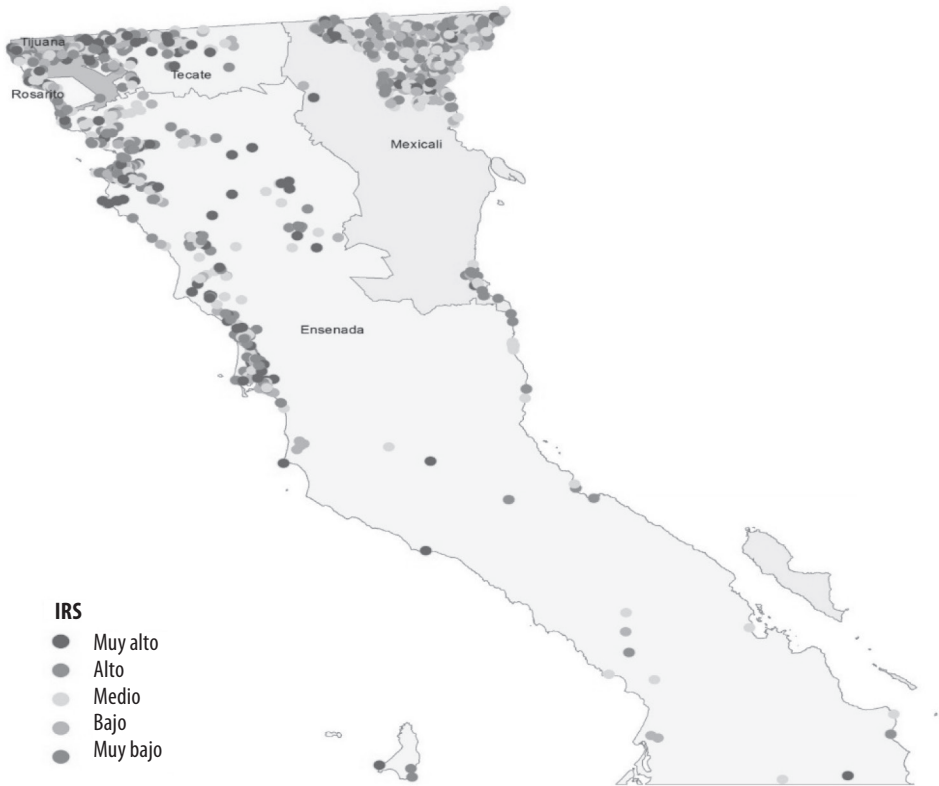 Tijuana
Tecate
Rosarito
Mexicali
Ensenada
IRS
Muy alto
Alto
Medio
Bajo
Muy bajo